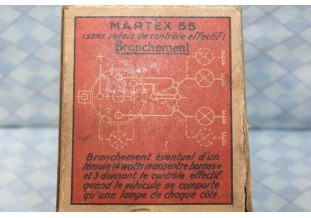 MARTEX 55
(sans relais de contrôle effectif)
Branchement
Branchement éventuel d'un
témoin (4 watts maxi) entre bornes +
et 3 donnant le contrôle effectif
quand le véhicule ne comporte
qu'une lampe de chaque côté.